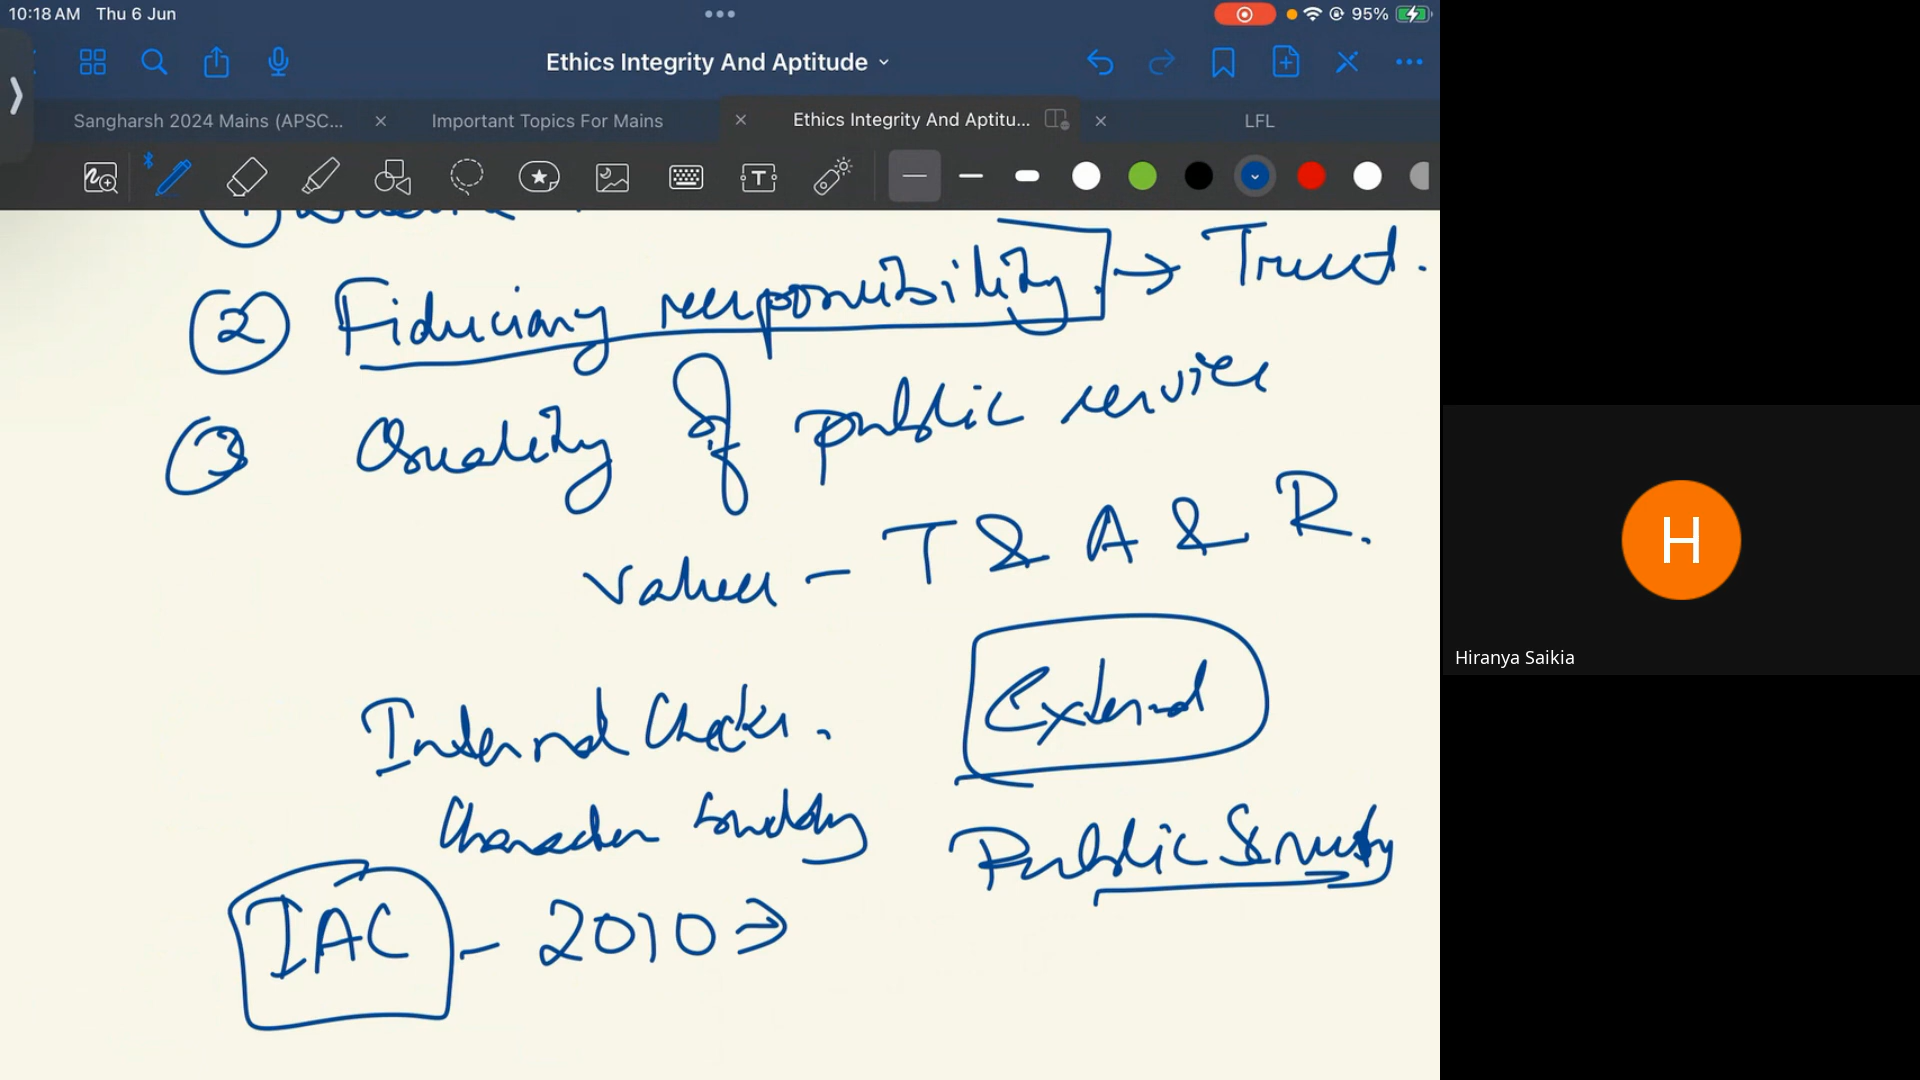 10:18 AM Thu 6 Jun
95%
Ethics Integrity And Aptitude
Sangharsh 2024 Mains (APSC...
Important Topics For Mains
Ethics Integrity And Aptitu...
LFL
② Fiduciary responsibility → Trust.
③ Quality of public service
values – T & A & R.
Internal Checks. External
Character building Public Scrutiny
IAC – 2010 ⇒
H
Hiranya Saikia